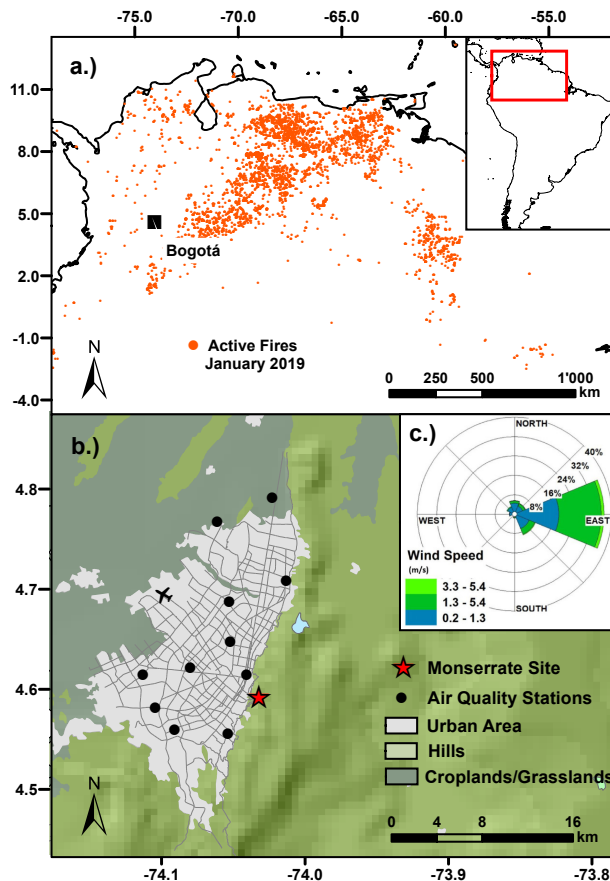 -75.0 -70.0 -65.0 -60.0 -55.0
a.)
11.0
8.0
5.0
2.0
-1.0
-4.0
Bogotá
N
Active Fires
January 2019
0 250 500 1'000
km
b.)
4.8
4.7
4.6
4.5
c.)
NORTH
40%
32%
24%
16%
8%
WEST
EAST
SOUTH
Wind Speed
(m/s)
3.3 - 5.4
1.3 - 5.4
0.2 - 1.3
Monserrate Site
Air Quality Stations
Urban Area
Hills
Croplands/Grasslands
N
0 4 8 16
km
-74.1 -74.0 -73.9 -73.8